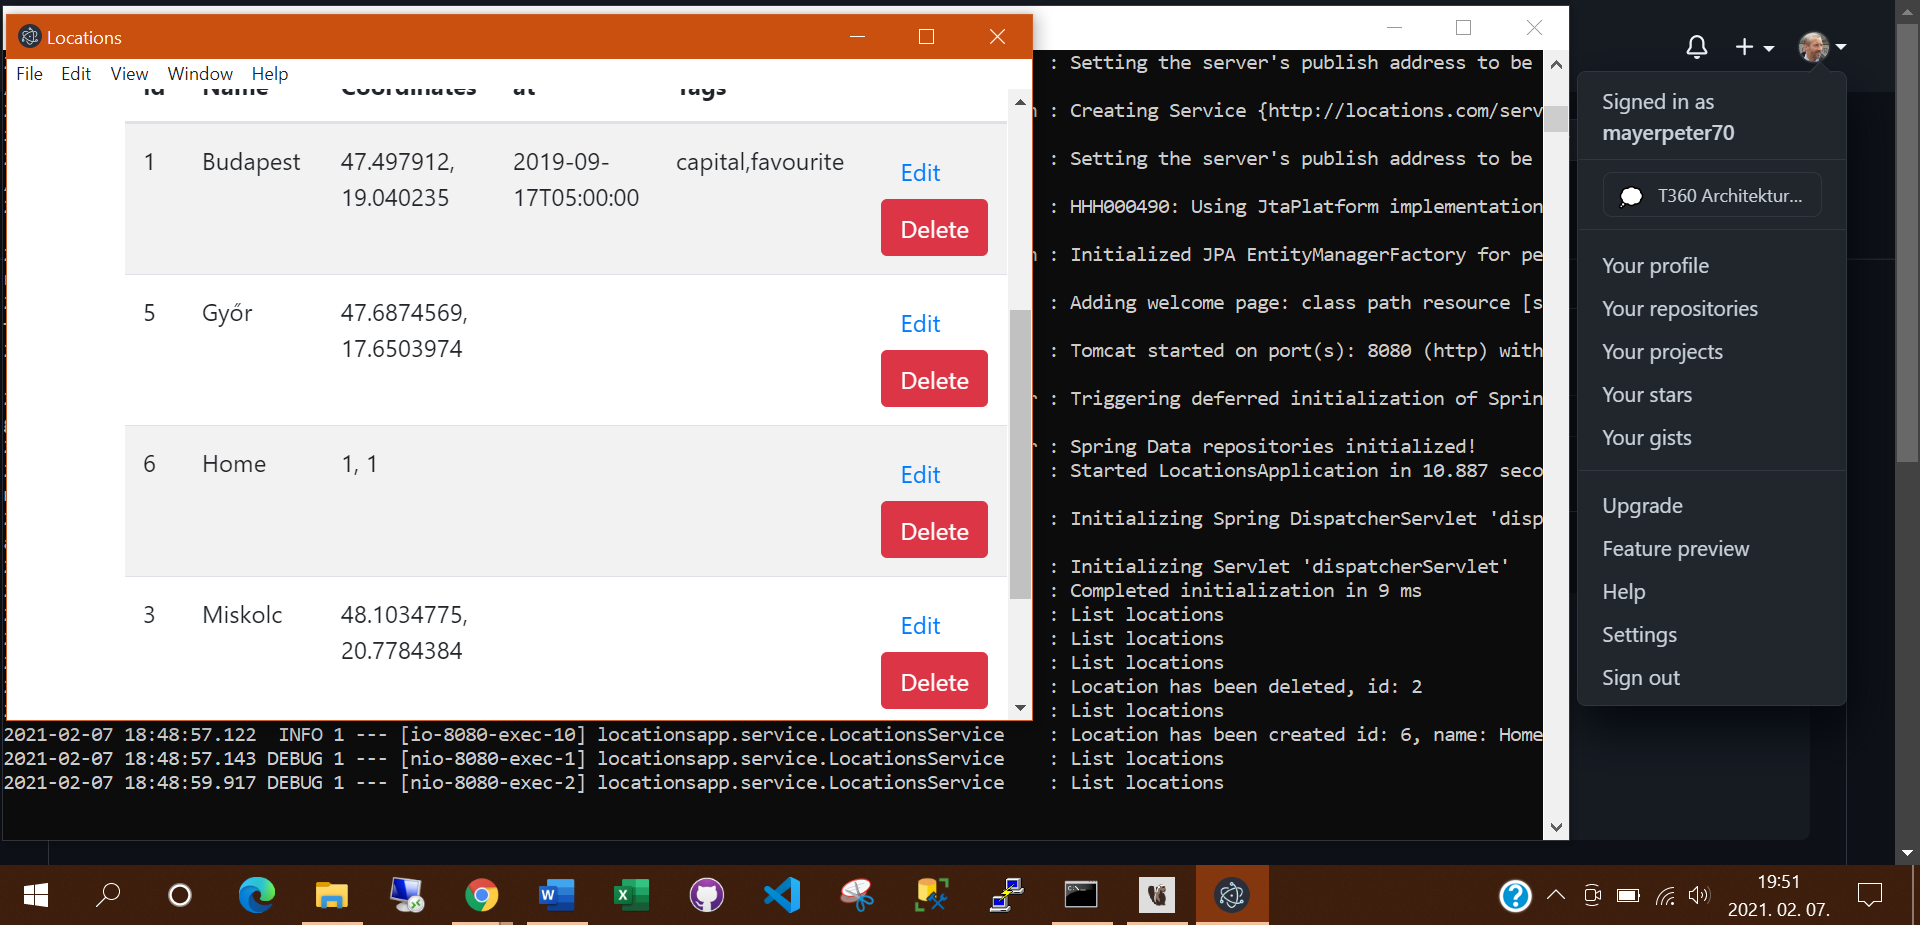 Locations
File Edit View Window Help
Id Name Coordinates at Tags
1 Budapest 47.497912, 2019-09- capital,favourite Edit
19.040235 17T05:00:00
Delete
5 Győr 47.6874569, Edit
17.6503974
Delete
6 Home 1, 1 Edit
Delete
3 Miskolc 48.1034775, Edit
20.7784384
Delete
: Setting the server's publish address to be
: Creating Service {http://locations.com/serv
: Setting the server's publish address to be
: HHH000490: Using JtaPlatform implementation
: Initialized JPA EntityManagerFactory for pe
: Adding welcome page: class path resource [s
: Tomcat started on port(s): 8080 (http) with
: Triggering deferred initialization of Sprin
: Spring Data repositories initialized!
: Started LocationsApplication in 10.887 seco
: Initializing Spring DispatcherServlet 'disp
: Initializing Servlet 'dispatcherServlet'
: Completed initialization in 9 ms
: List locations
: List locations
: List locations
: Location has been deleted, id: 2
: List locations
2021-02-07 18:48:57.122 INFO 1 --- [io-8080-exec-10] locationsapp.service.LocationsService : Location has been created id: 6, name: Home
2021-02-07 18:48:57.143 DEBUG 1 --- [nio-8080-exec-1] locationsapp.service.LocationsService : List locations
2021-02-07 18:48:59.917 DEBUG 1 --- [nio-8080-exec-2] locationsapp.service.LocationsService : List locations
Signed in as
mayerpeter70
T360 Architektur...
Your profile
Your repositories
Your projects
Your stars
Your gists
Upgrade
Feature preview
Help
Settings
Sign out
19:51
2021. 02. 07.